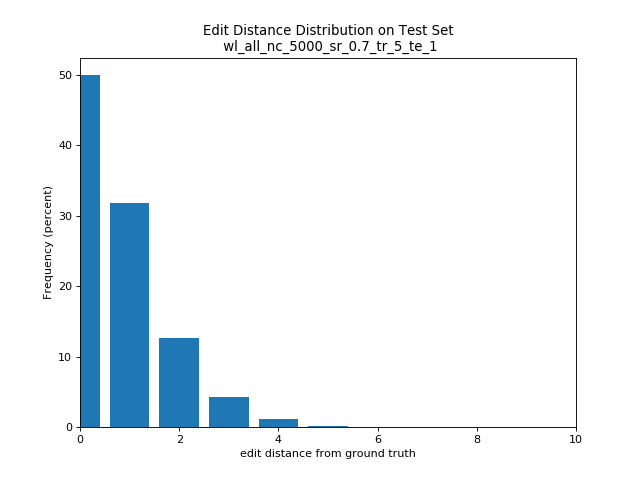 Edit Distance Distribution on Test Set
wl_all_nc_5000_sr_0.7_tr_5_te_1
Frequency (percent)
50
40
30
20
10
0
0 2 4 6 8 10
edit distance from ground truth